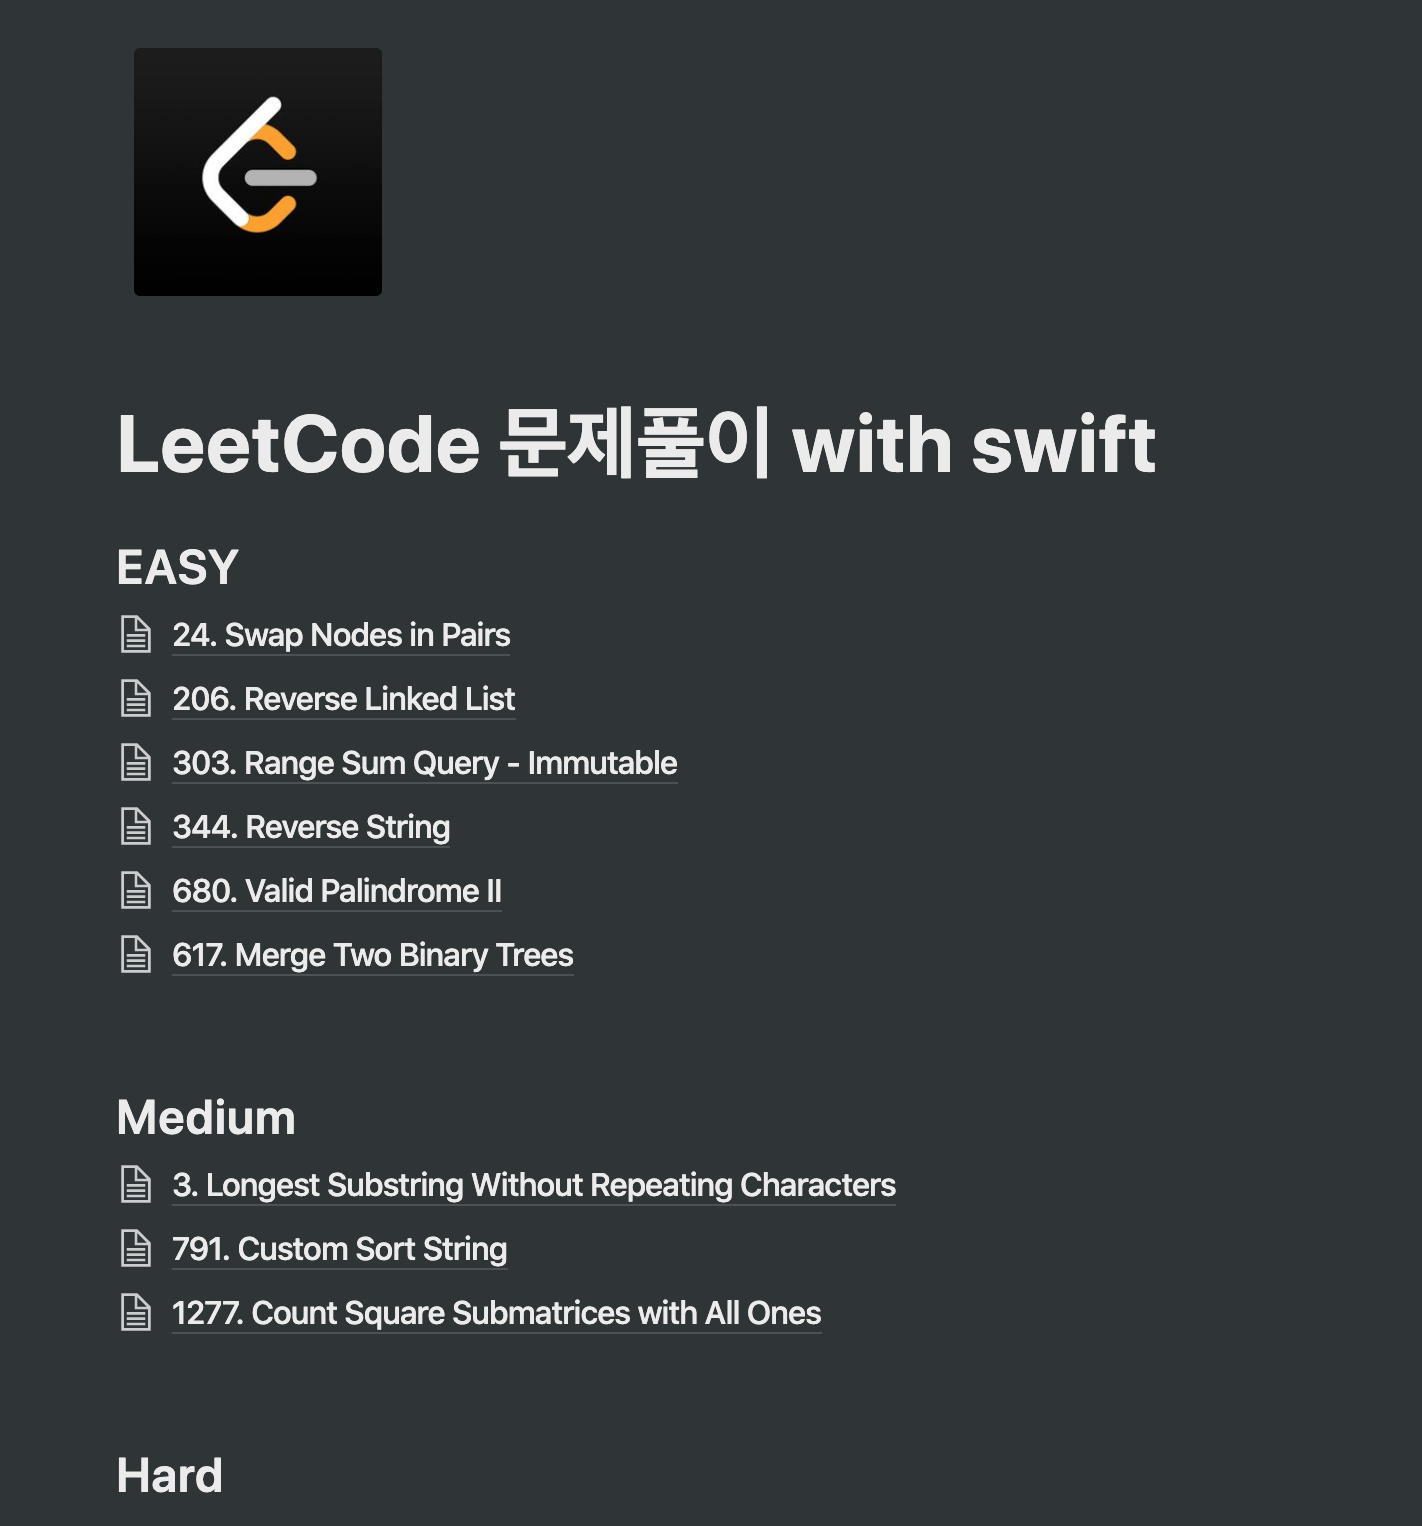 LeetCode 문제풀이 with swift
EASY
24. Swap Nodes in Pairs
206. Reverse Linked List
303. Range Sum Query - Immutable
344. Reverse String
680. Valid Palindrome II
617. Merge Two Binary Trees
Medium
3. Longest Substring Without Repeating Characters
791. Custom Sort String
1277. Count Square Submatrices with All Ones
Hard